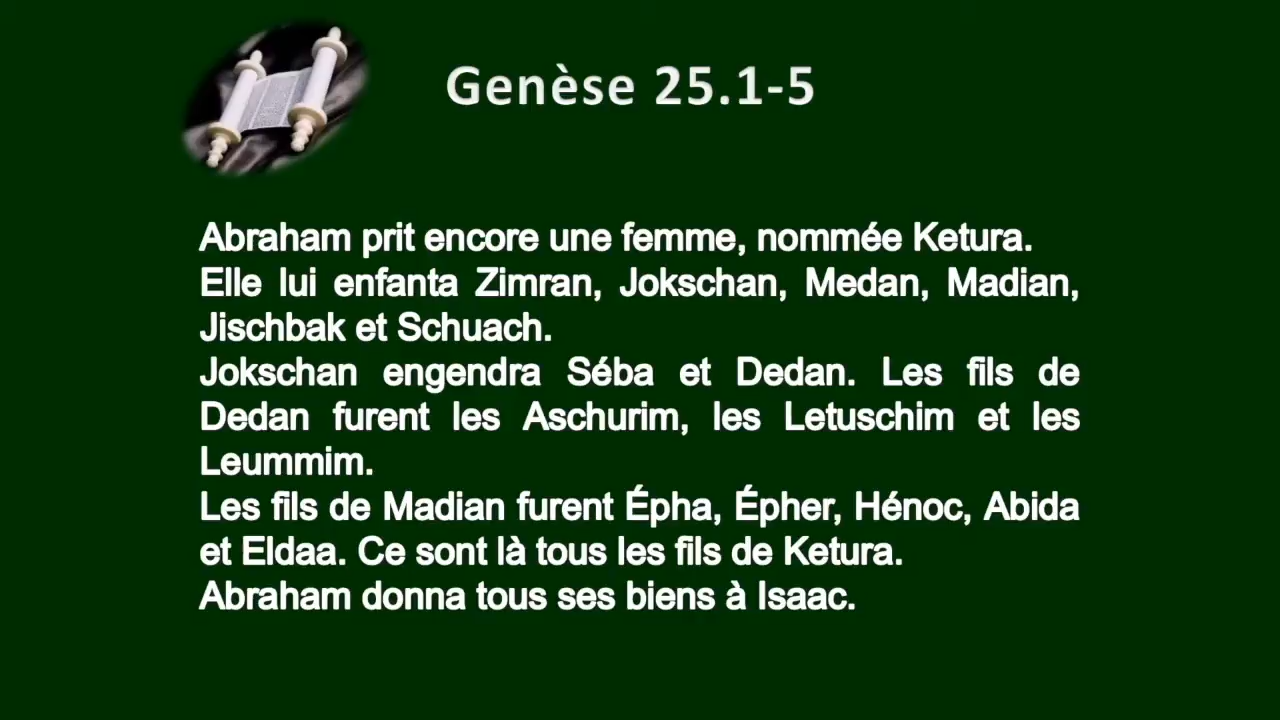 Genèse 25.1-5
Abraham prit encore une femme, nommée Ketura.
Elle lui enfanta Zimran, Jokschan, Medan, Madian,
Jischbak et Schuach.
Jokschan engendra Séba et Dedan. Les fils de
Dedan furent les Aschurim, les Letuschim et les
Leummim.
Les fils de Madian furent Épha, Épher, Hénoc, Abida
et Eldaa. Ce sont là tous les fils de Ketura.
Abraham donna tous ses biens à Isaac.